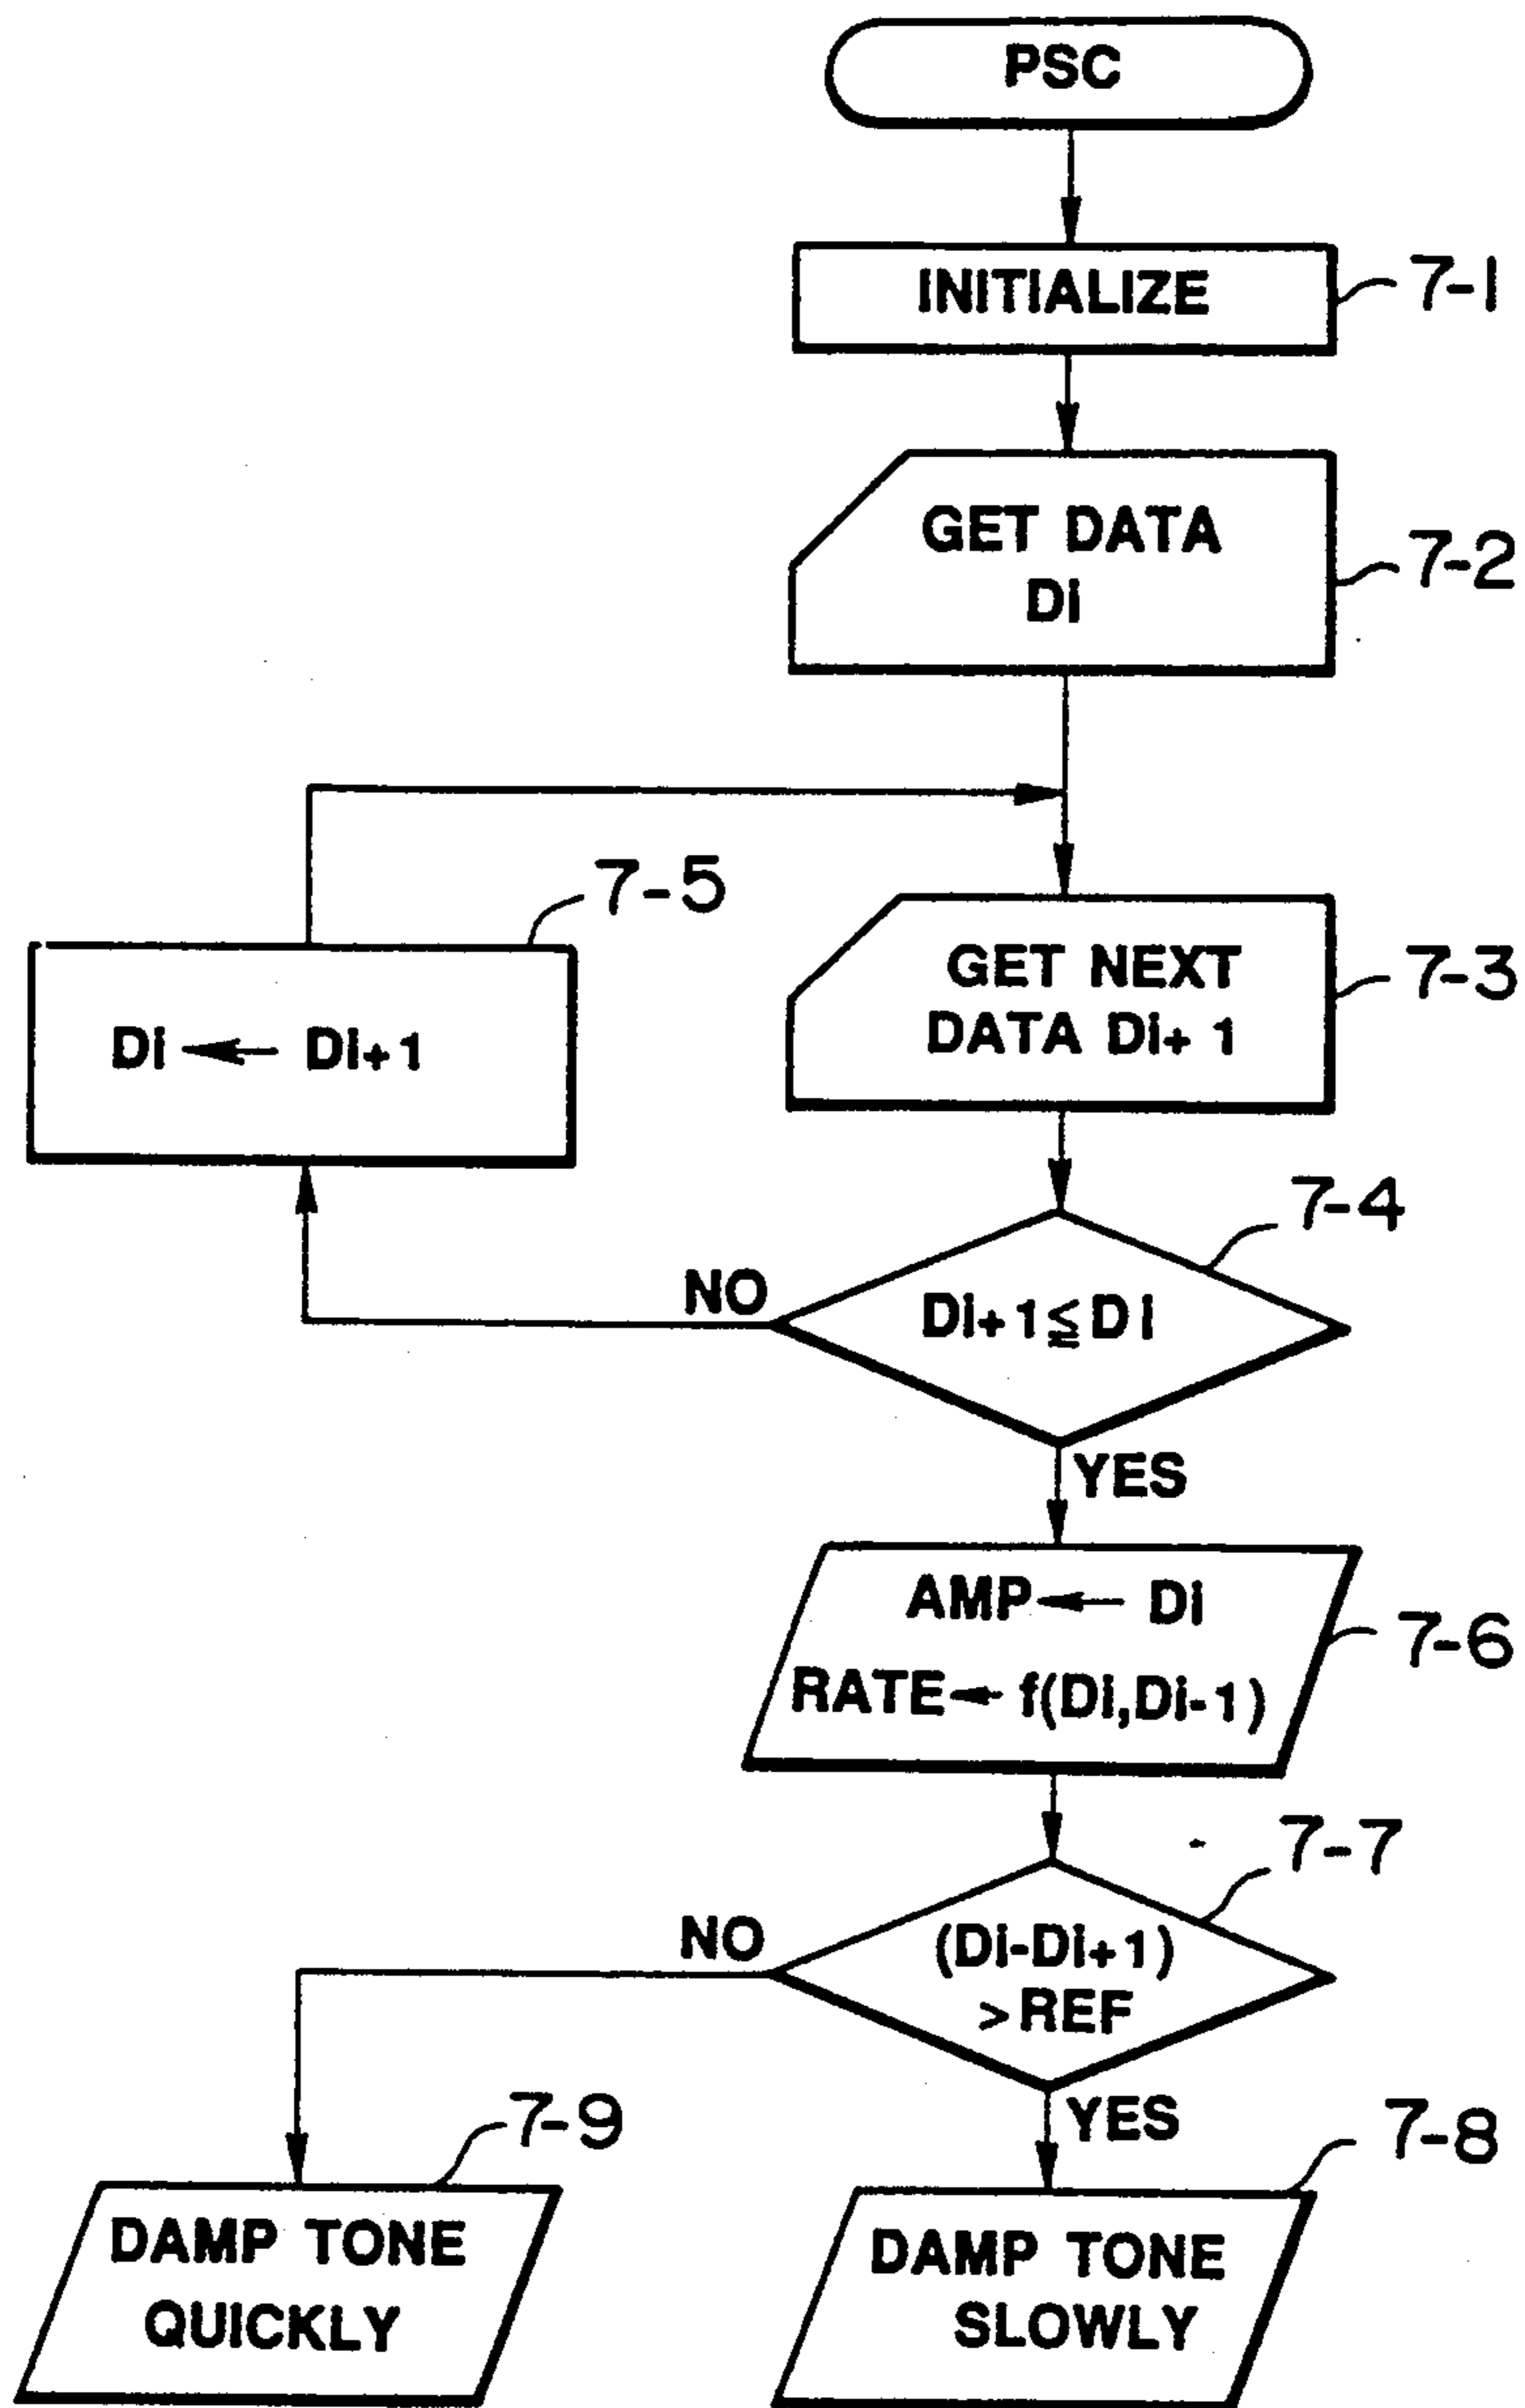 PSC
INITIALIZE
7-1
GET DATA
Di
7-2
7-5
GET NEXT
DATA Di+1
7-3
Di ← Di+1
7-4
NO
Di+1≦DI
YES
AMP ← Di
RATE ← f(Di,Di-1)
7-6
7-7
NO
(Di-Di+1)
>REF
YES
7-9
7-8
DAMP TONE
QUICKLY
DAMP TONE
SLOWLY